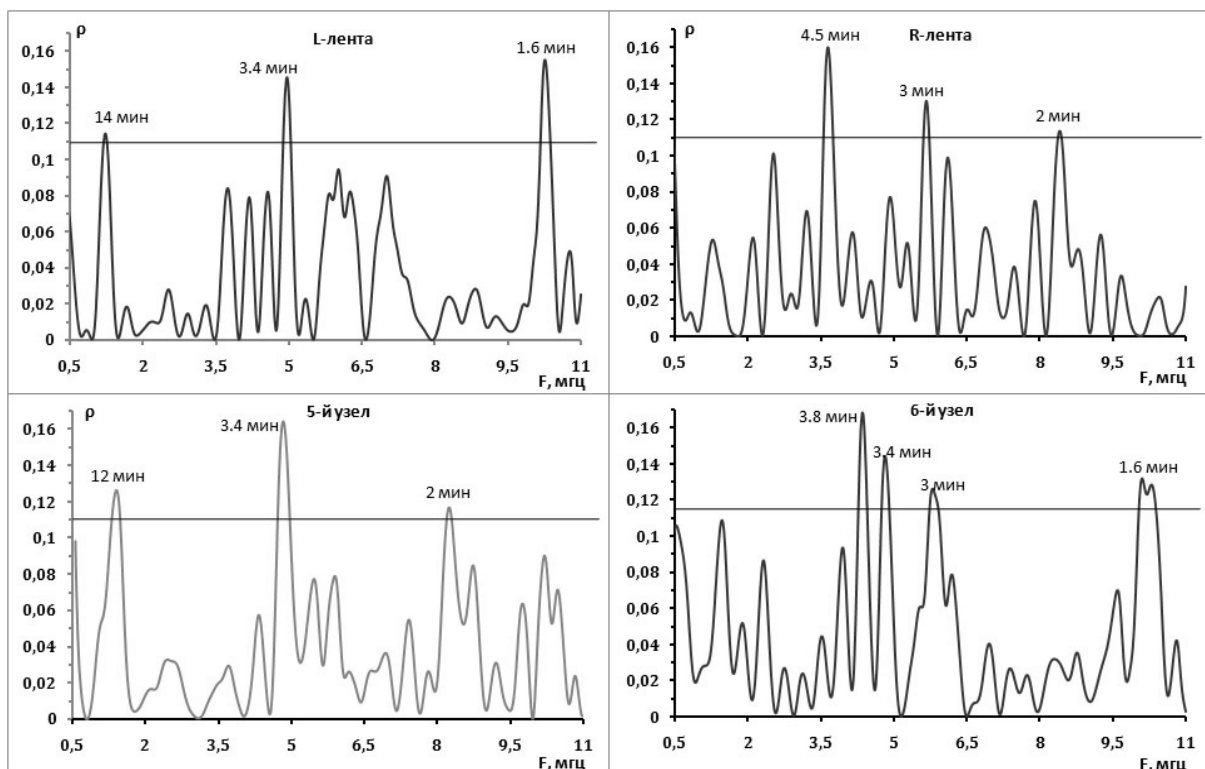 ρ
L-лента
0,16
0,14
0,12
0,1
0,08
0,06
0,04
0,02
0
14 мин
3.4 мин
1.6 мин
0,5 2 3,5 5 6,5 8 9,5 11
F, мгц
ρ
R-лента
0,16
0,14
0,12
0,1
0,08
0,06
0,04
0,02
0
4.5 мин
3 мин
2 мин
0,5 2 3,5 5 6,5 8 9,5 11
F, мгц
ρ
5-й узел
0,16
0,14
0,12
0,1
0,08
0,06
0,04
0,02
0
12 мин
3.4 мин
2 мин
0,5 2 3,5 5 6,5 8 9,5 11
F, мгц
ρ
6-й узел
0,16
0,14
0,12
0,1
0,08
0,06
0,04
0,02
0
3.8 мин
3.4 мин
3 мин
1.6 мин
0,5 2 3,5 5 6,5 8 9,5 11
F, мгц